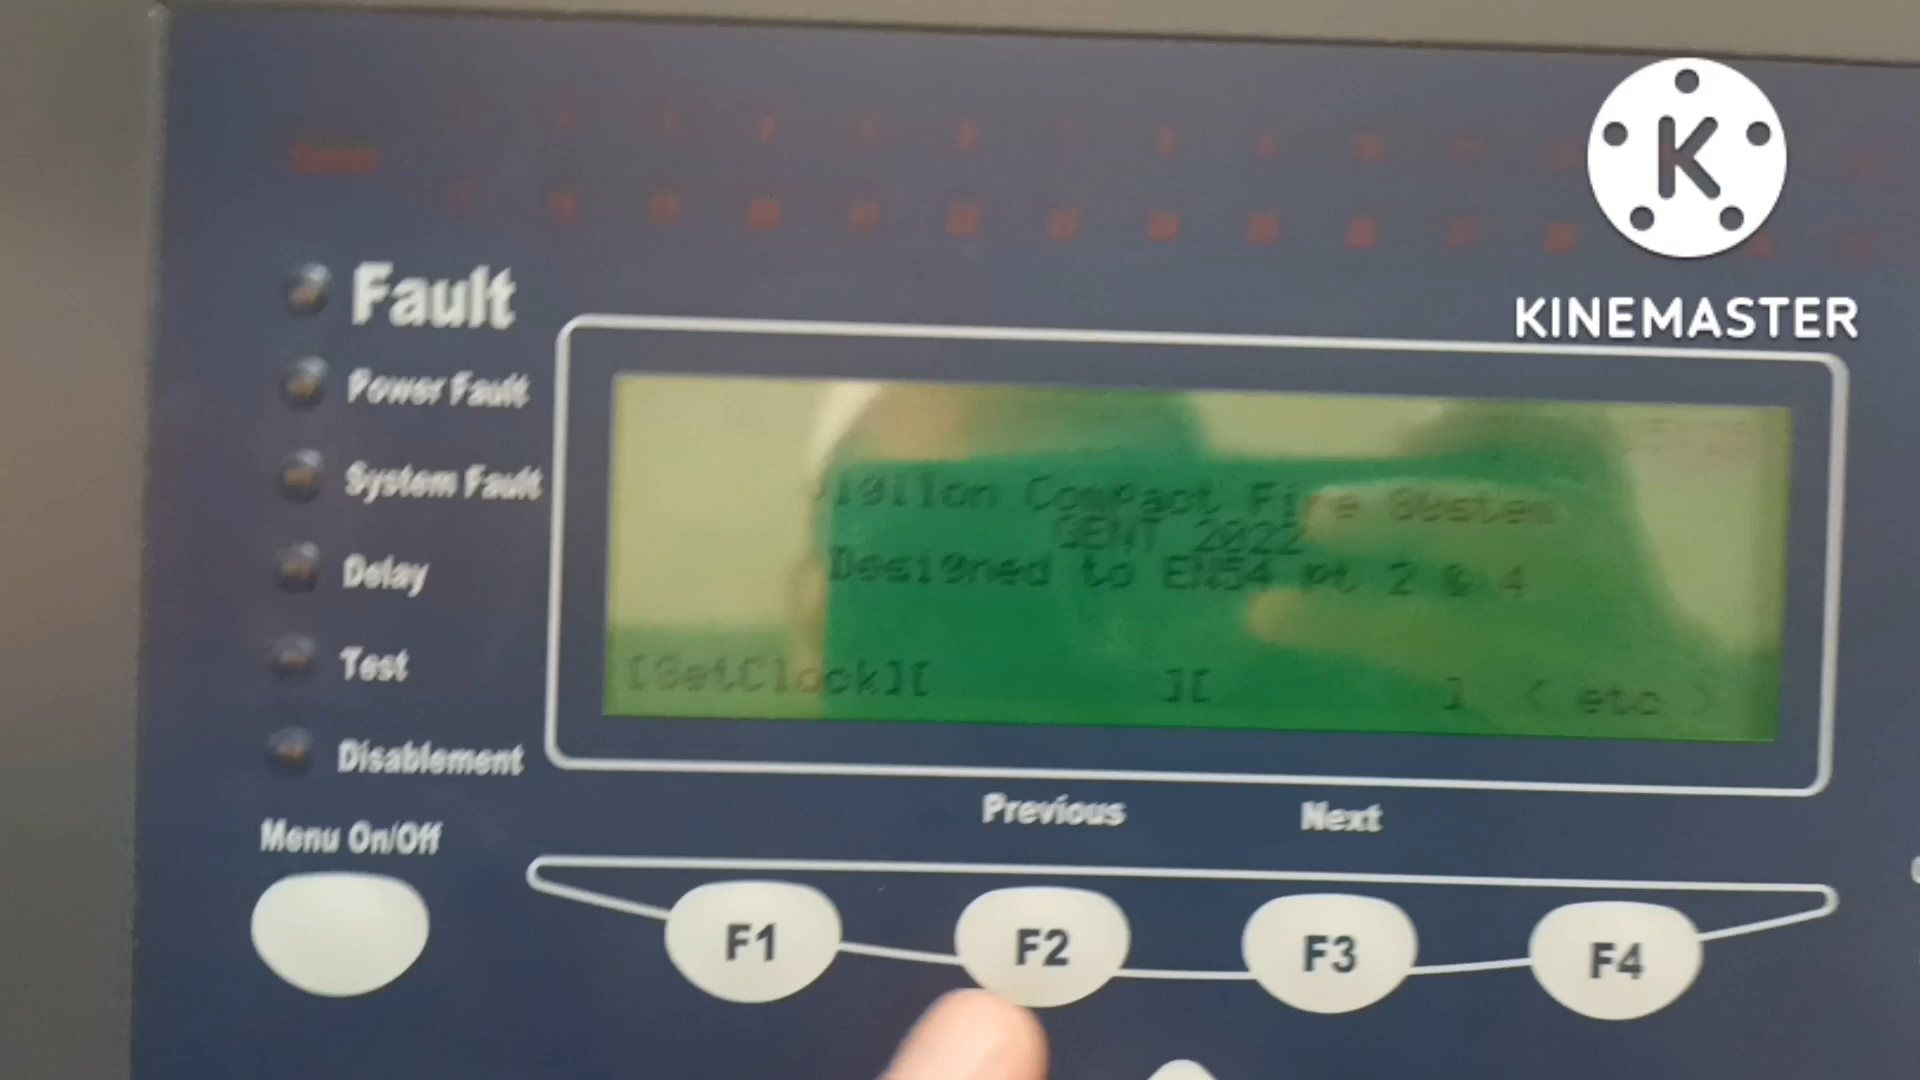 K
KINEMASTER
Fault
Power Fault
System Fault
Delay
Test
Disablement
Vigilon Compact Fire System
GENT 2022
Designed to EN54 pt 2 & 4
[SetClock][ ][ ] < etc >
Previous
Next
Menu On/Off
F1
F2
F3
F4